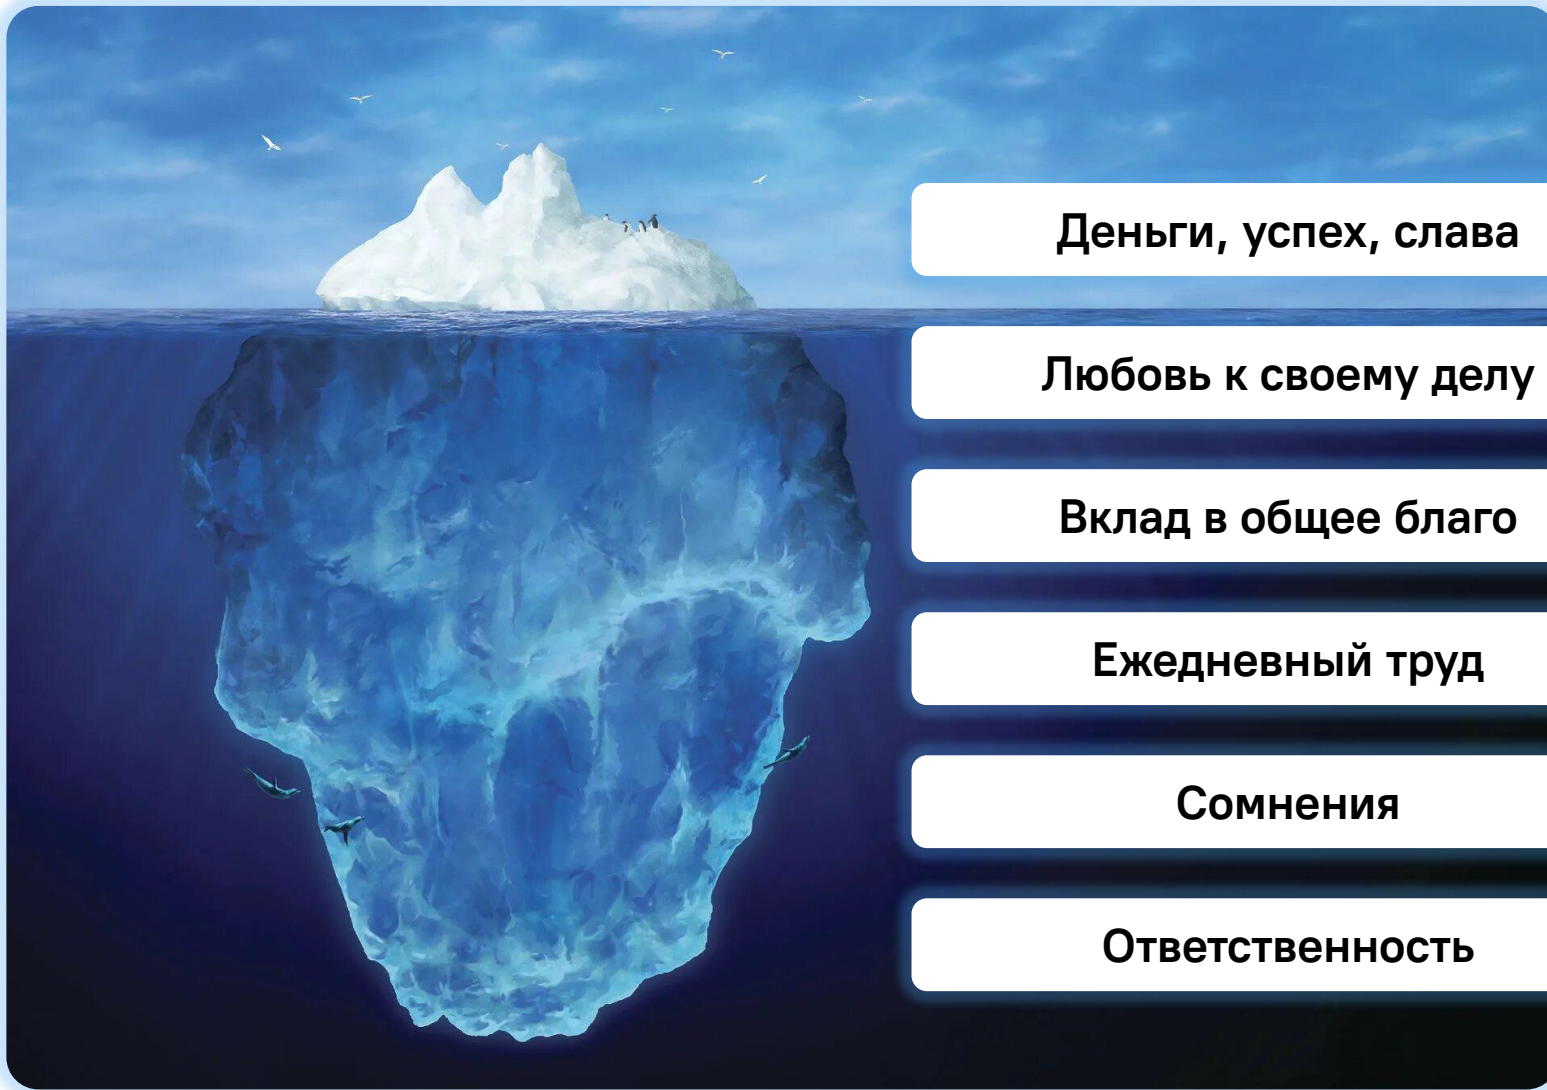 Деньги, успех, слава
Любовь к своему делу
Вклад в общее благо
Ежедневный труд
Сомнения
Ответственность